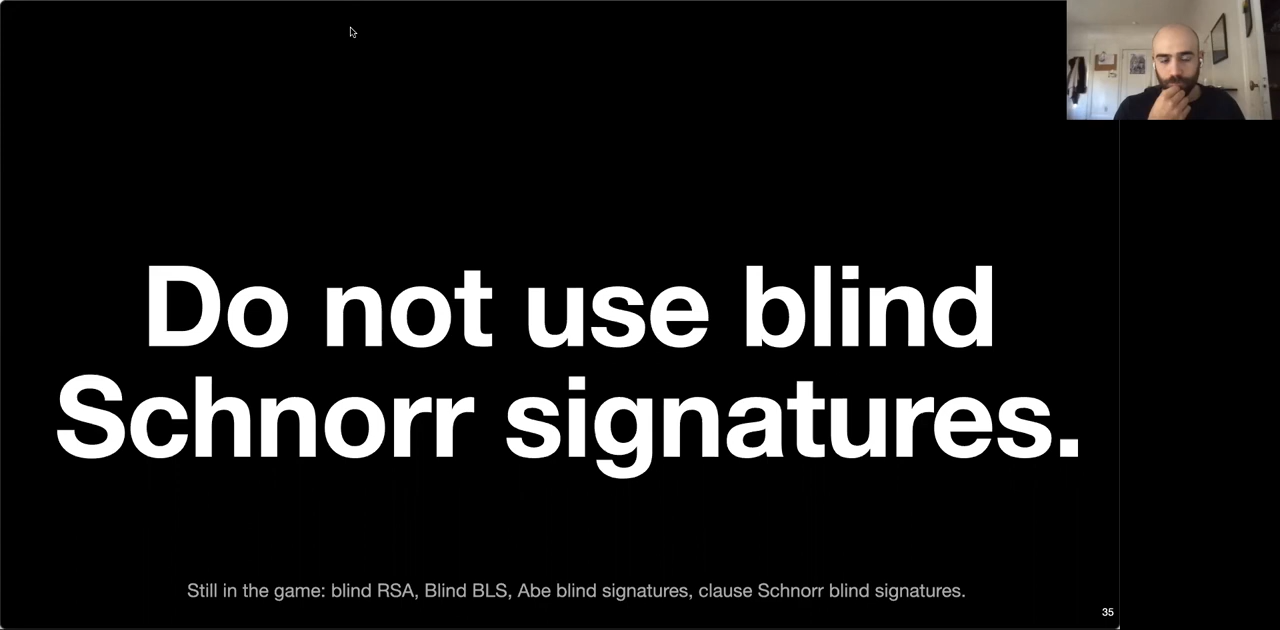 Do not use blind
Schnorr signatures.
Still in the game: blind RSA, Blind BLS, Abe blind signatures, clause Schnorr blind signatures.
35